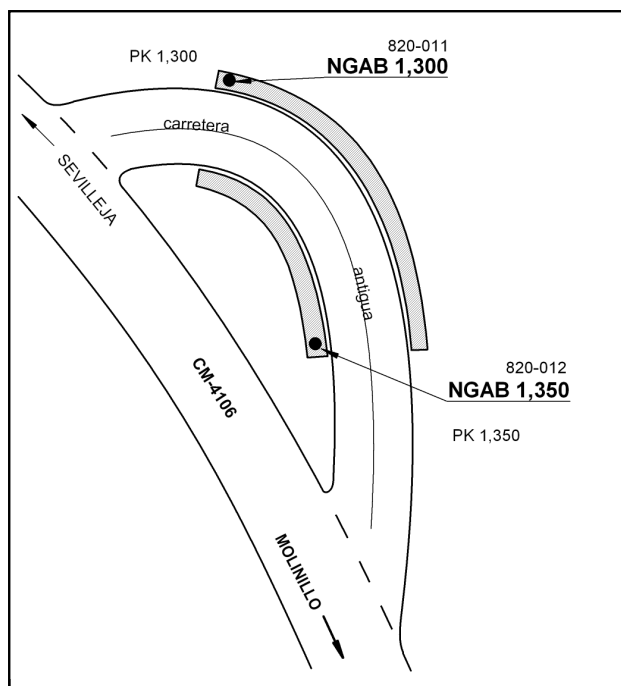 820-011
PK 1,300
NGAB 1,300
carretera
SEVILLEJA
antigua
820-012
CM-4106
NGAB 1,350
PK 1,350
MOLINILLO